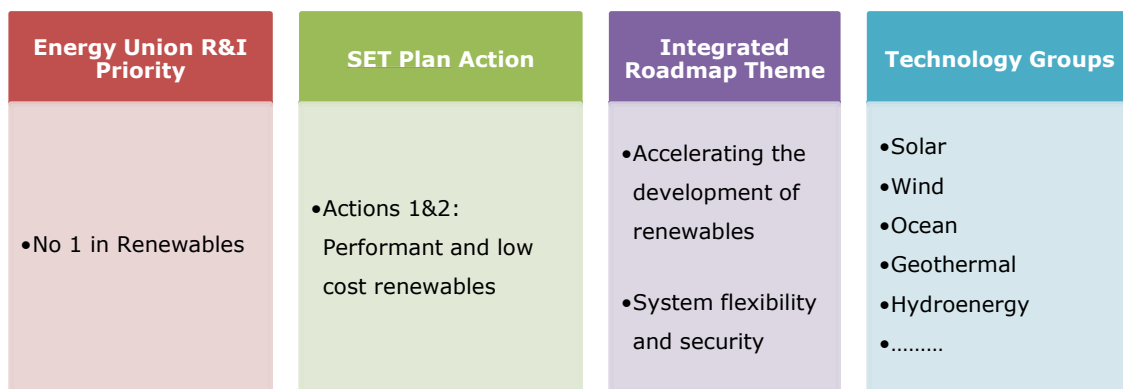 Energy Union R&I
Priority
•No 1 in Renewables
SET Plan Action
•Actions 1&2:
Performant and low
cost renewables
Integrated
Roadmap Theme
•Accelerating the
development of
renewables
•System flexibility
and security
Technology Groups
•Solar
•Wind
•Ocean
•Geothermal
•Hydroenergy
•.........